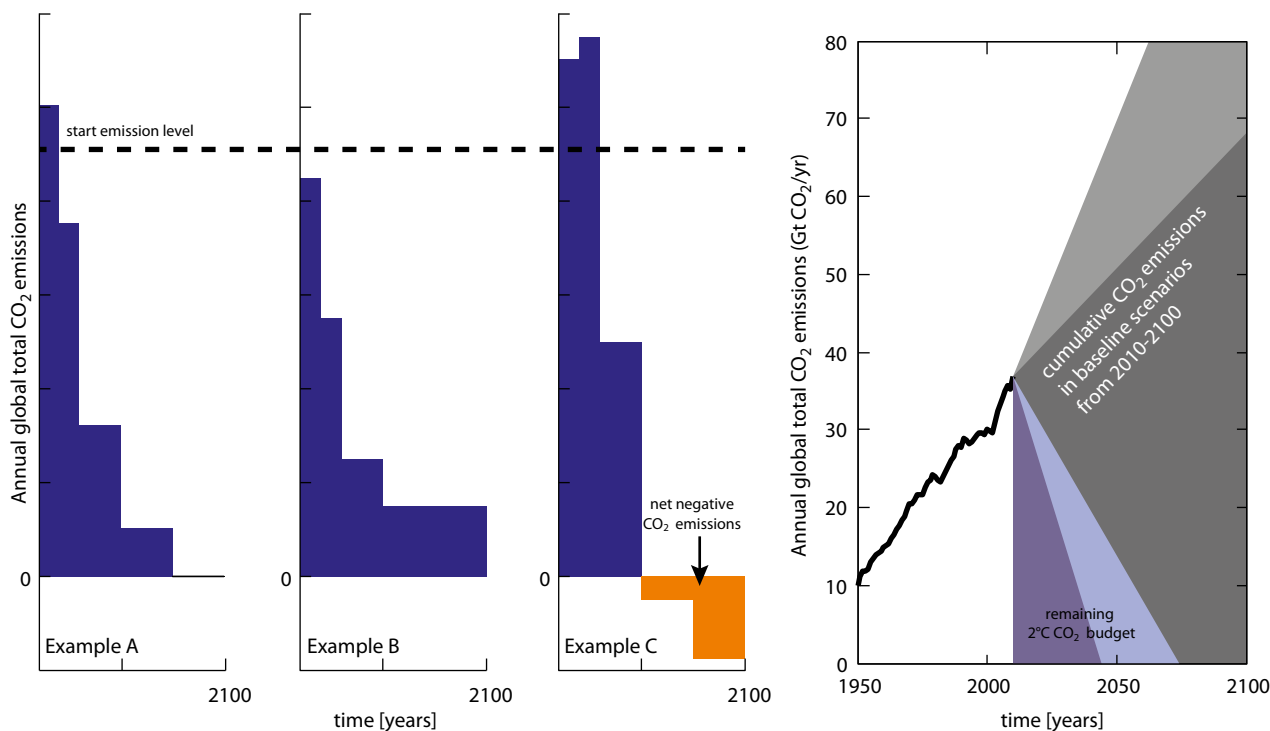 Annual global total CO₂ emissions
start emission level
0
Example A
2100
0
Example B
2100
time [years]
net negative
CO₂ emissions
0
Example C
2100
Annual global total CO₂ emissions (Gt CO₂/yr)
80
70
60
50
40
30
20
10
0
cumulative CO₂ emissions
in baseline scenarios
from 2010-2100
remaining
2°C CO₂ budget
1950
2000
2050
2100
time [years]